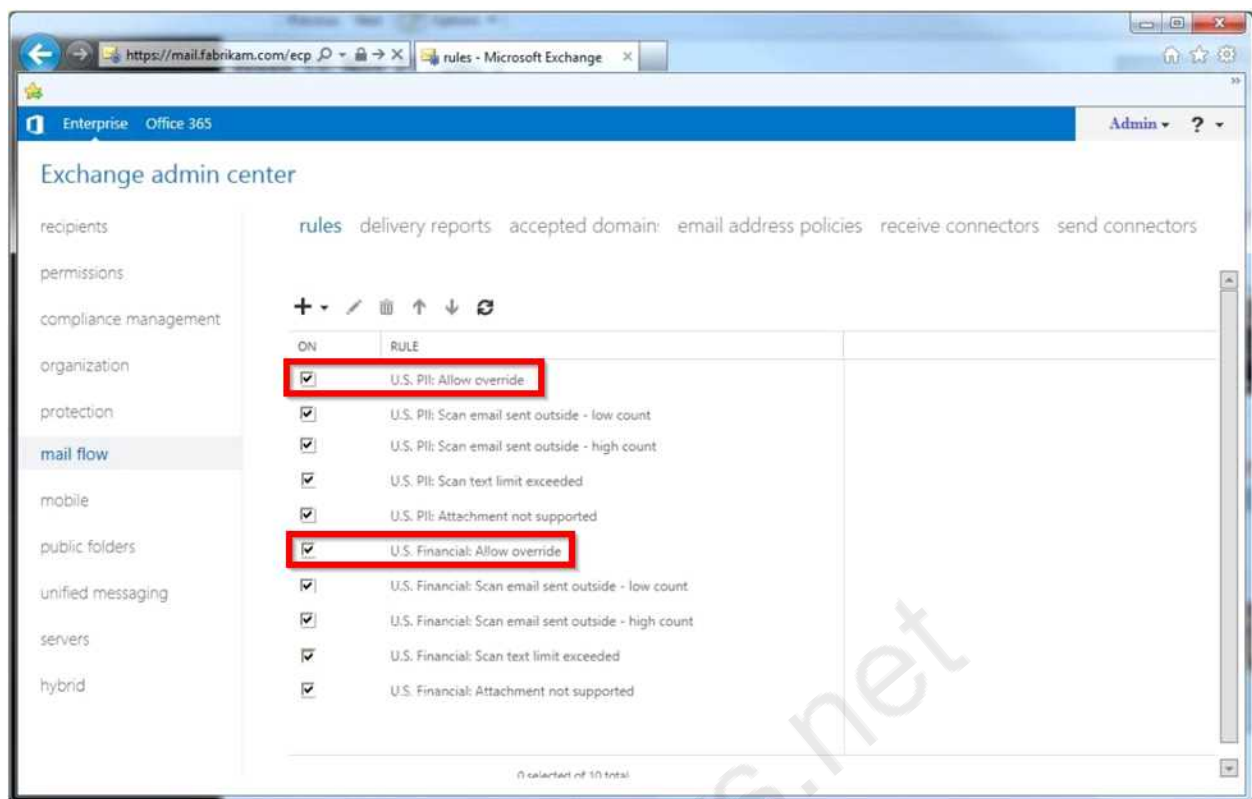 https://mail.fabrikam.com/ecp
rules - Microsoft Exchange
Enterprise Office 365
Admin ?
Exchange admin center
rules delivery reports accepted domain: email address policies receive connectors send connectors
recipients
permissions
compliance management
organization
protection
mail flow
mobile
public folders
unified messaging
servers
hybrid
ON RULE
U.S. PII: Allow override
U.S. PII: Scan email sent outside - low count
U.S. PII: Scan email sent outside - high count
U.S. PII: Scan text limit exceeded
U.S. PII: Attachment not supported
U.S. Financial: Allow override
U.S. Financial: Scan email sent outside - low count
U.S. Financial: Scan email sent outside - high count
U.S. Financial: Scan text limit exceeded
U.S. Financial: Attachment not supported
0 selected of 10 total
s.net